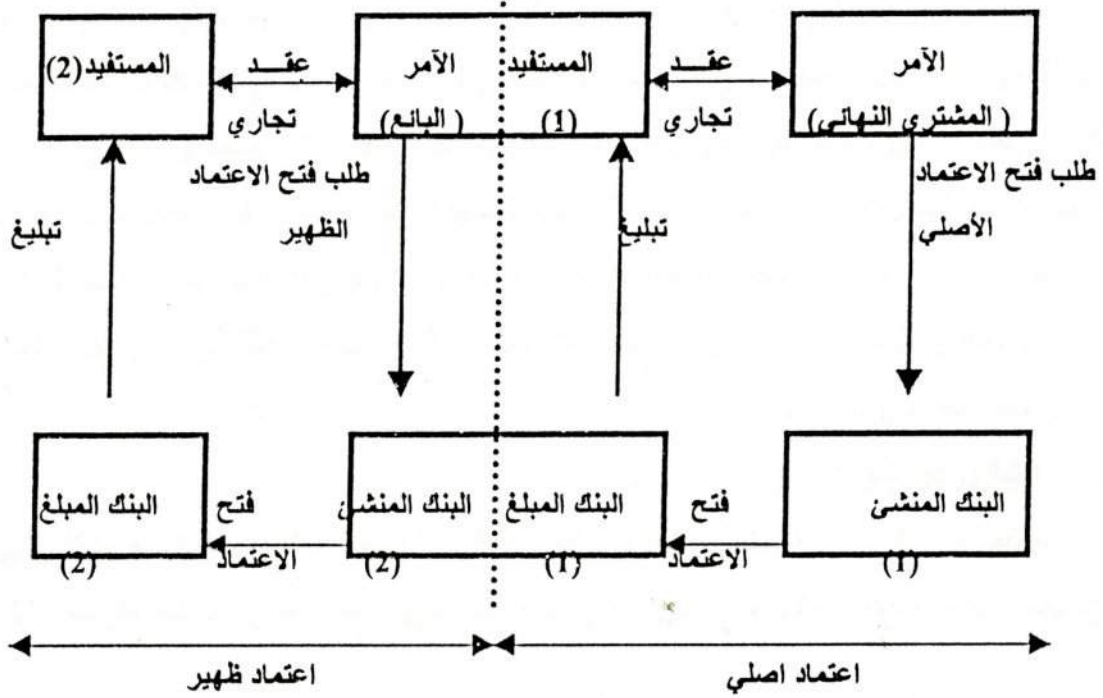 الآمر
( المشتري النهائي)
عقـــد
تجاري
المستفيد
(1)
الآمر
( البائع)
عقـــد
تجاري
المستفيد(2)
طلب فتح الاعتماد
الأصلي
تبليغ
طلب فتح الاعتماد
الظهير
تبليغ
البنك المنشئ
(1)
فتح
الاعتماد
البنك المبلغ
(1)
البنك المنشئ
(2)
فتح
الاعتماد
البنك المبلغ
(2)
اعتماد اصلي
اعتماد ظهير